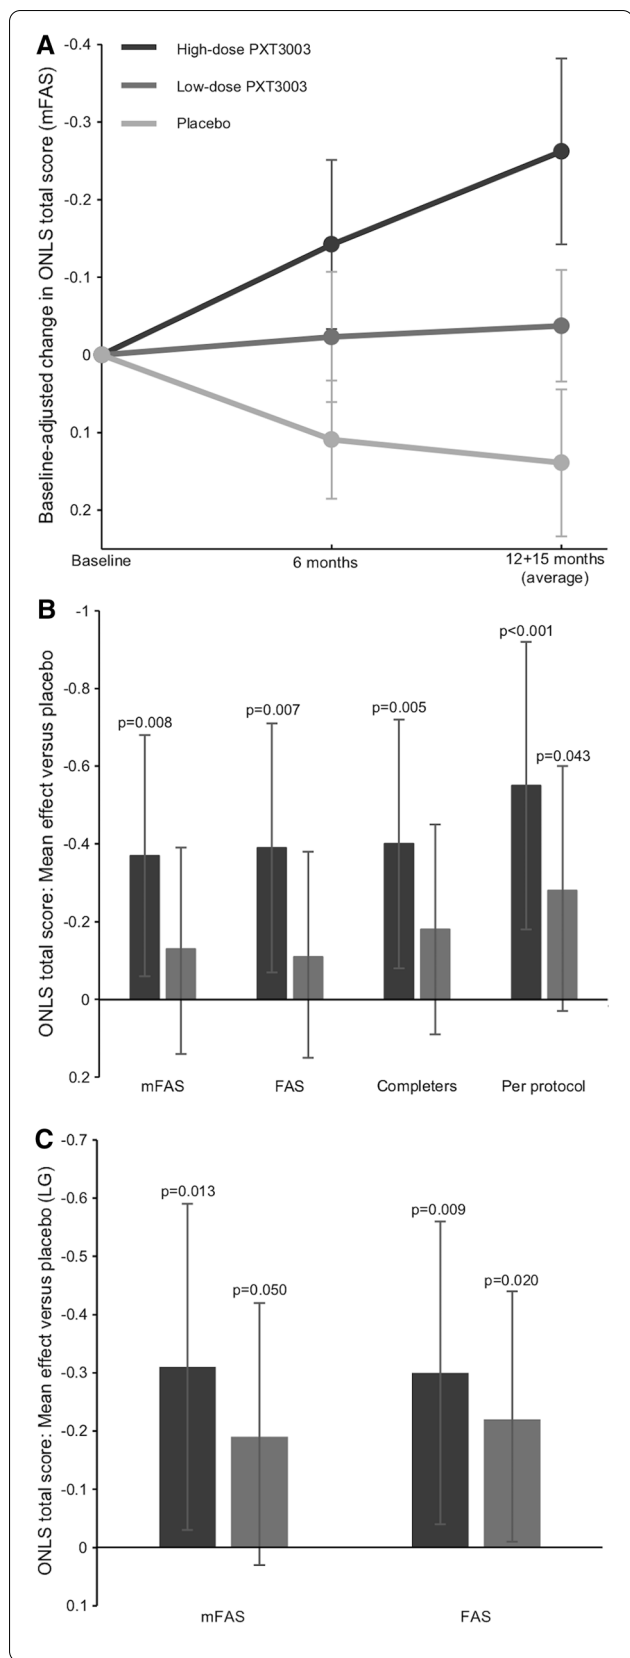 A
Baseline-adjusted change in ONLS total score (mFAS)
-0.4
-0.3
-0.2
-0.1
0
0.1
0.2
High-dose PXT3003
Low-dose PXT3003
Placebo
Baseline
6 months
12+15 months
(average)
B
ONLS total score: Mean effect versus placebo
-1
-0.8
-0.6
-0.4
-0.2
0
0.2
p=0.008
p=0.007
p=0.005
p<0.001
p=0.043
mFAS
FAS
Completers
Per protocol
C
ONLS total score: Mean effect versus placebo (LG)
-0.7
-0.6
-0.5
-0.4
-0.3
-0.2
-0.1
0
0.1
p=0.013
p=0.050
p=0.009
p=0.020
mFAS
FAS